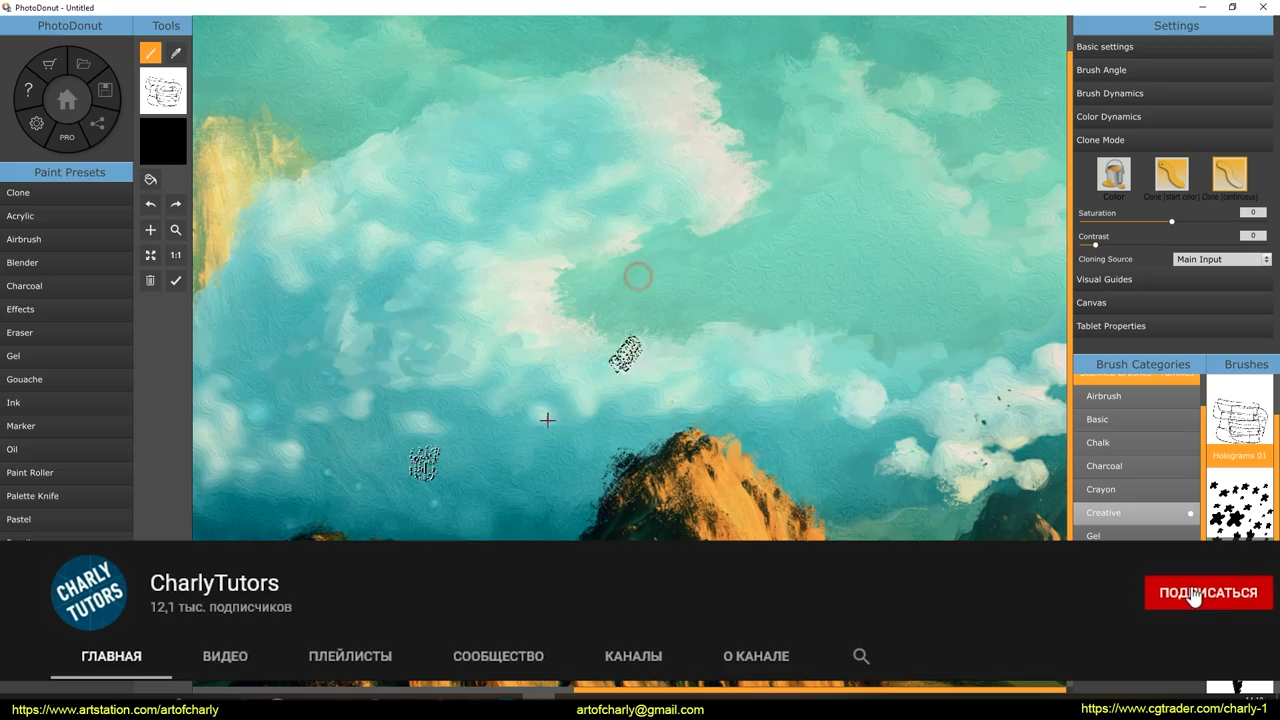 PhotoDonut - Untitled
PhotoDonut
Tools
Settings
?
PRO
Paint Presets
Clone
Acrylic
Airbrush
Blender
Charcoal
Effects
Eraser
Gel
Gouache
Ink
Marker
Oil
Paint Roller
Palette Knife
Pastel
1:1
Basic settings
Brush Angle
Brush Dynamics
Color Dynamics
Clone Mode
Color
Clone (start color)
Clone (continuous)
Saturation
0
Contrast
0
Cloning Source
Main Input
Visual Guides
Canvas
Tablet Properties
Brush Categories
Brushes
Airbrush
Basic
Chalk
Charcoal
Crayon
Creative
Gel
Holograms 01
CHARLY
TUTORS
CharlyTutors
12,1 тыс. подписчиков
ПОДПИСАТЬСЯ
ГЛАВНАЯ
ВИДЕО
ПЛЕЙЛИСТЫ
СООБЩЕСТВО
КАНАЛЫ
О КАНАЛЕ
https://www.artstation.com/artofcharly
artofcharly@gmail.com
https://www.cgtrader.com/charly-1